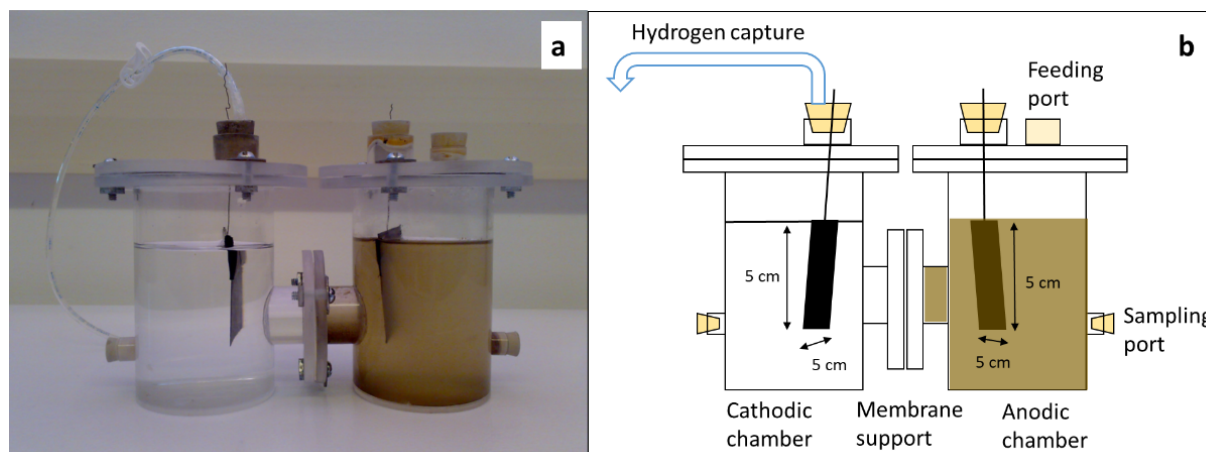 a
Hydrogen capture
b
Feeding
port
5 cm
5 cm
5 cm
5 cm
Sampling
port
Cathodic
chamber
Membrane
support
Anodic
chamber